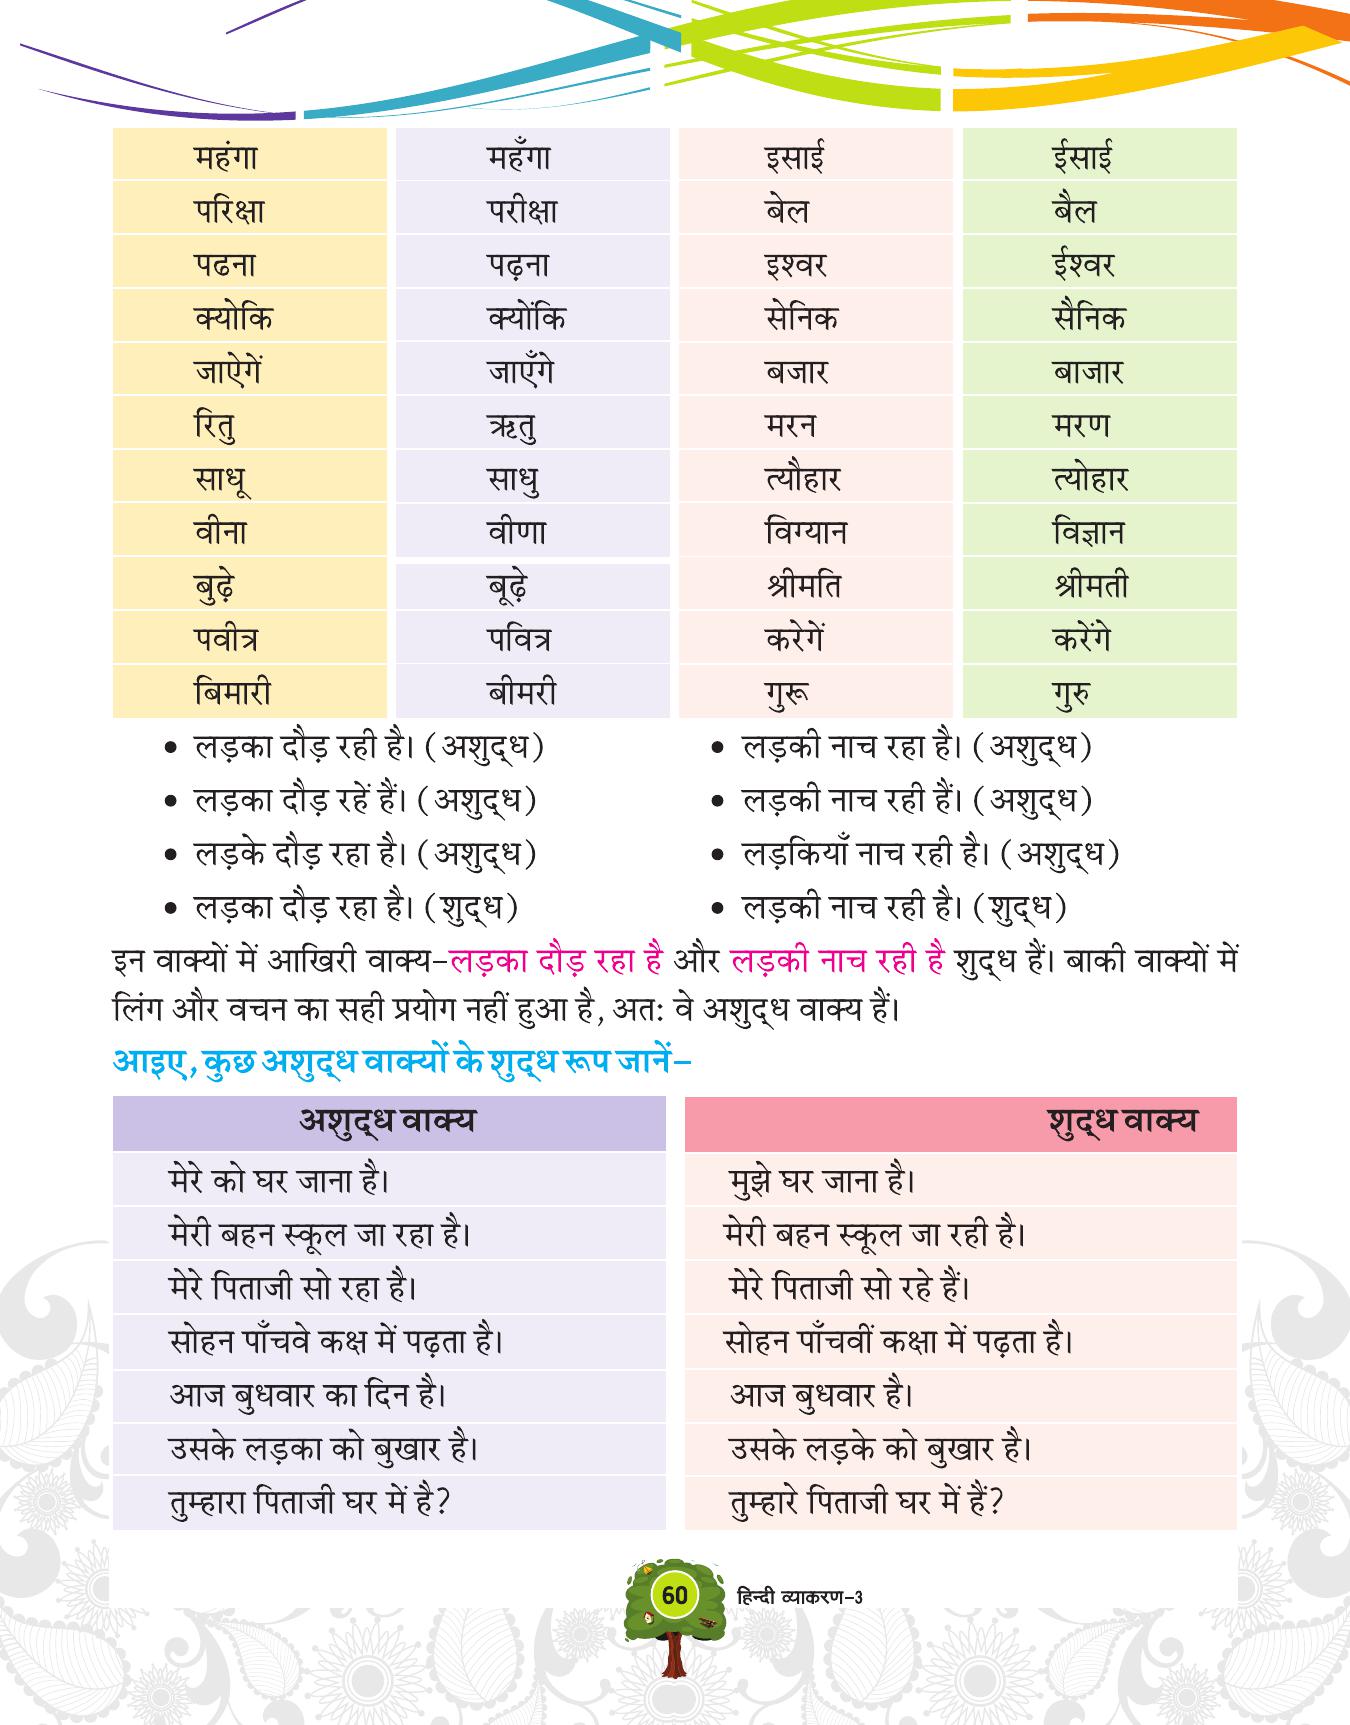 महंगा महँगा इसाई ईसाई
परिक्षा परीक्षा बेल बैल
पढना पढ़ना इश्वर ईश्वर
क्योकि क्योंकि सेनिक सैनिक
जाऐगें जाएँगे बजार बाजार
रितु ऋतु मरन मरण
साधू साधु त्यौहार त्योहार
वीना वीणा विग्यान विज्ञान
बुढ़े बूढ़े श्रीमति श्रीमती
पवीत्र पवित्र करेगें करेंगे
बिमारी बीमरी गुरू गुरु
• लड़का दौड़ रही है। (अशुद्ध) • लड़की नाच रहा है। (अशुद्ध)
• लड़का दौड़ रहें हैं। (अशुद्ध) • लड़की नाच रही हैं। (अशुद्ध)
• लड़के दौड़ रहा है। (अशुद्ध) • लड़कियाँ नाच रही है। (अशुद्ध)
• लड़का दौड़ रहा है। (शुद्ध) • लड़की नाच रही है। (शुद्ध)
इन वाक्यों में आखिरी वाक्य–लड़का दौड़ रहा है और लड़की नाच रही है शुद्ध हैं। बाकी वाक्यों में
लिंग और वचन का सही प्रयोग नहीं हुआ है, अतः वे अशुद्ध वाक्य हैं।
आइए, कुछ अशुद्ध वाक्यों के शुद्ध रूप जानें–
अशुद्ध वाक्य शुद्ध वाक्य
मेरे को घर जाना है। मुझे घर जाना है।
मेरी बहन स्कूल जा रहा है। मेरी बहन स्कूल जा रही है।
मेरे पिताजी सो रहा है। मेरे पिताजी सो रहे हैं।
सोहन पाँचवे कक्ष में पढ़ता है। सोहन पाँचवीं कक्षा में पढ़ता है।
आज बुधवार का दिन है। आज बुधवार है।
उसके लड़का को बुखार है। उसके लड़के को बुखार है।
तुम्हारा पिताजी घर में है? तुम्हारे पिताजी घर में हैं?
60 हिन्दी व्याकरण–3